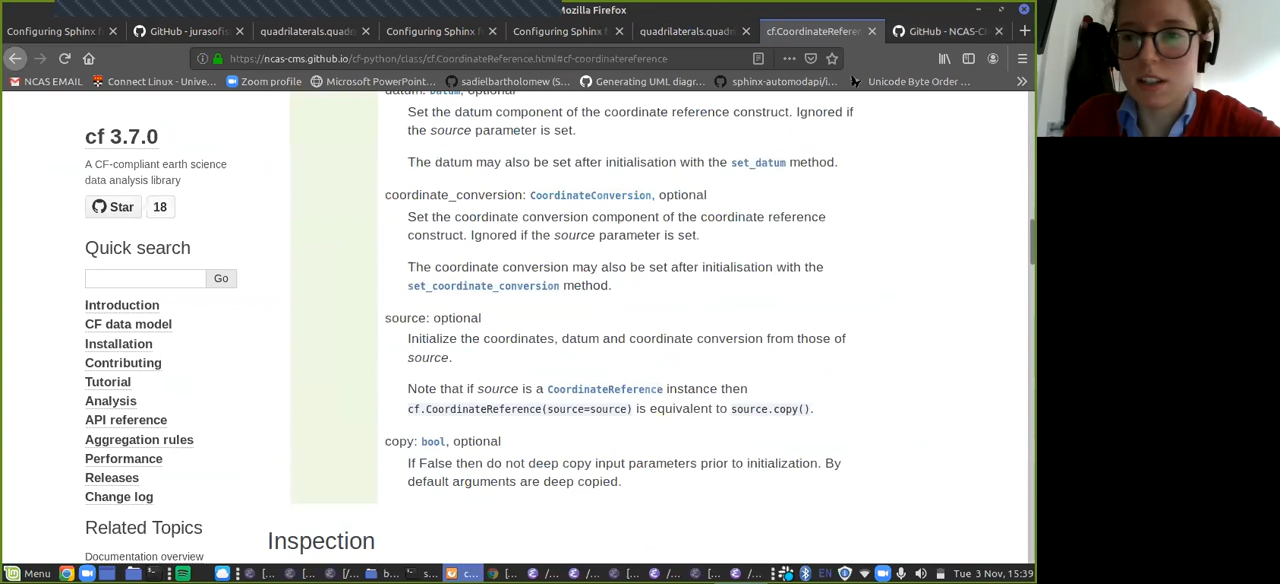 Mozilla Firefox
Configuring Sphinx f
GitHub - jurasofis
quadrilaterals.quad
Configuring Sphinx f
Configuring Sphinx f
quadrilaterals.quad
cf.CoordinateRefere
GitHub - NCAS-C
https://ncas-cms.github.io/cf-python/class/cf.CoordinateReference.html#cf-coordinatereference
NCAS EMAIL
Connect Linux - Unive…
Zoom profile
Microsoft PowerPoint…
sadielbartholomew (S…
Generating UML diagr…
sphinx-automodapi/i…
Unicode Byte Order …
datum: Datum, optional
Set the datum component of the coordinate reference construct. Ignored if
the source parameter is set.
The datum may also be set after initialisation with the set_datum method.
coordinate_conversion: CoordinateConversion, optional
Set the coordinate conversion component of the coordinate reference
construct. Ignored if the source parameter is set.
The coordinate conversion may also be set after initialisation with the
set_coordinate_conversion method.
source: optional
Initialize the coordinates, datum and coordinate conversion from those of
source.
Note that if source is a CoordinateReference instance then
cf.CoordinateReference(source=source) is equivalent to source.copy().
copy: bool, optional
If False then do not deep copy input parameters prior to initialization. By
default arguments are deep copied.
Inspection
cf 3.7.0
A CF-compliant earth science
data analysis library
Star
18
Quick search
Go
Introduction
CF data model
Installation
Contributing
Tutorial
Analysis
API reference
Aggregation rules
Performance
Releases
Change log
Related Topics
Documentation overview
Menu
[…
[…
[/…
b…
s…
c…
[…
/…
/…
[…
/…
[…
/…
EN
Tue 3 Nov, 15:39